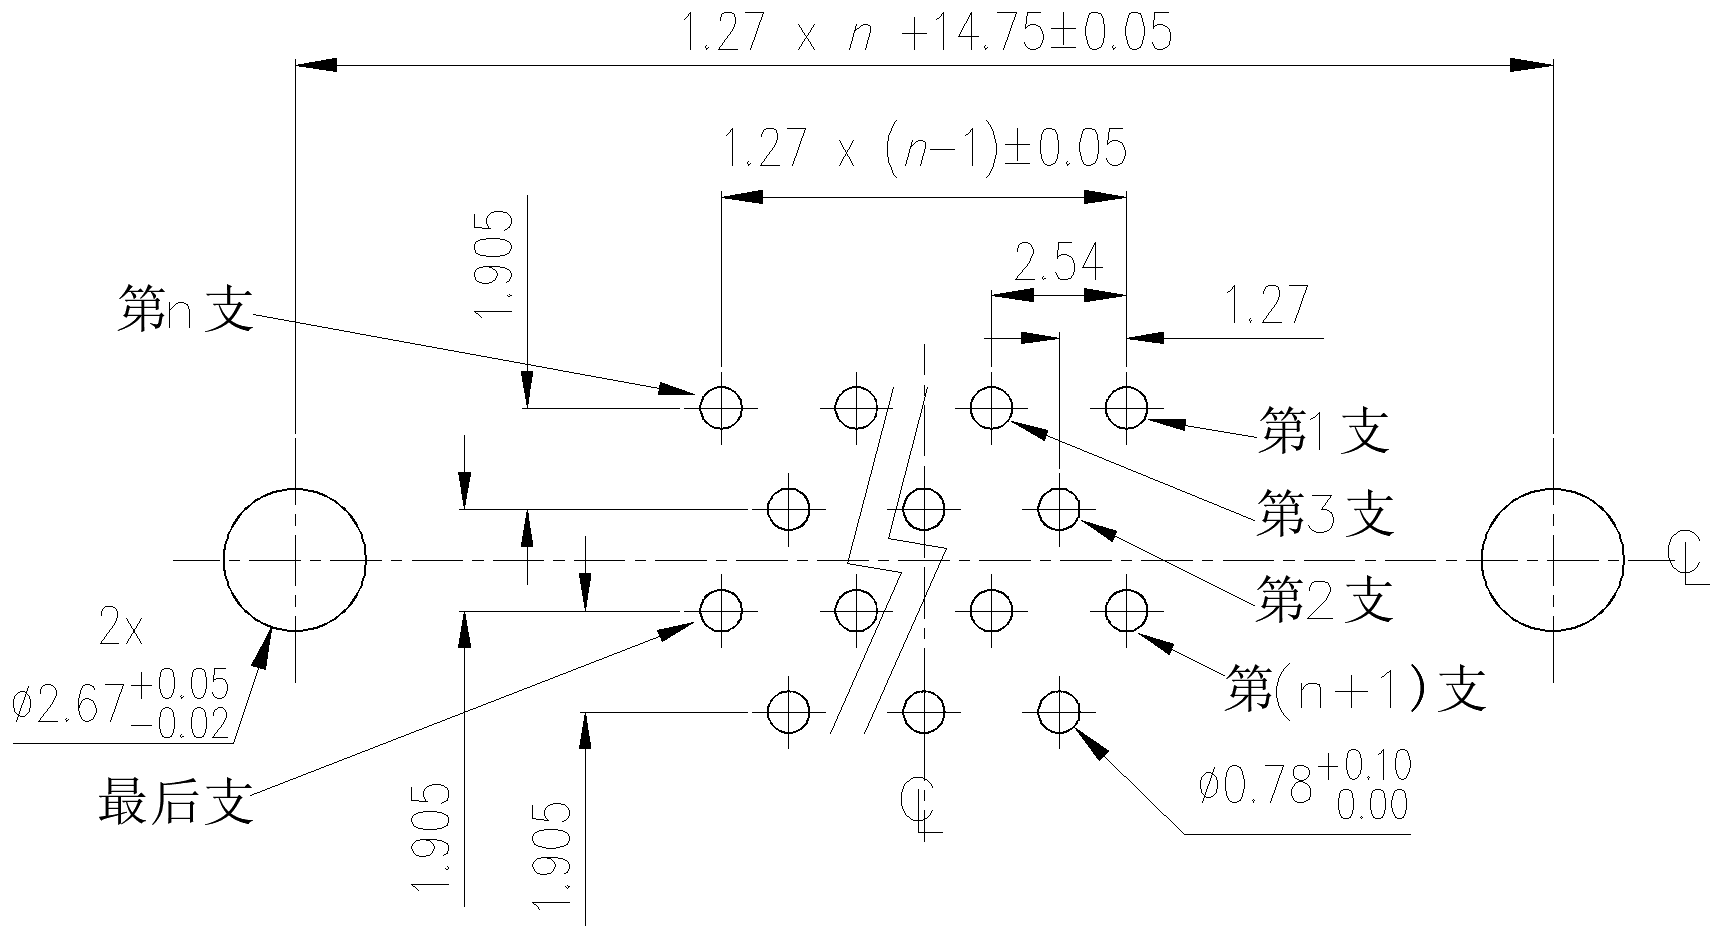 1.27 x n +14.75±0.05
1.27 x (n-1)±0.05
1.905
2.54
1.27
第n支
第1支
第3支
第2支
2x
ø2.67+0.05
-0.02
第(n+1)支
最后支
ø0.78+0.10
0.00
1.905
1.905
℄
℄